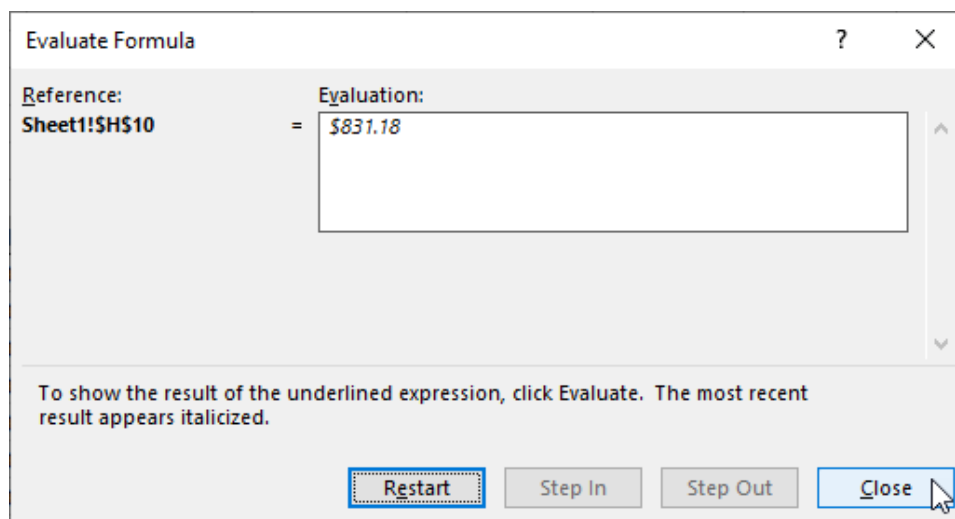 Evaluate Formula
?
Reference:
Evaluation:
Sheet1!$H$10
=
$831.18
To show the result of the underlined expression, click Evaluate.  The most recent
result appears italicized.
Restart
Step In
Step Out
Close